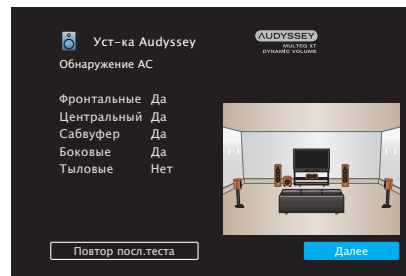 Уст-ка Audyssey
AUDYSSEY
MULTEQ XT
DYNAMIC VOLUME
Обнаружение АС
Фронтальные Да
Центральный Да
Сабвуфер Да
Боковые Да
Тыловые Нет
Повтор посл.теста
Далее